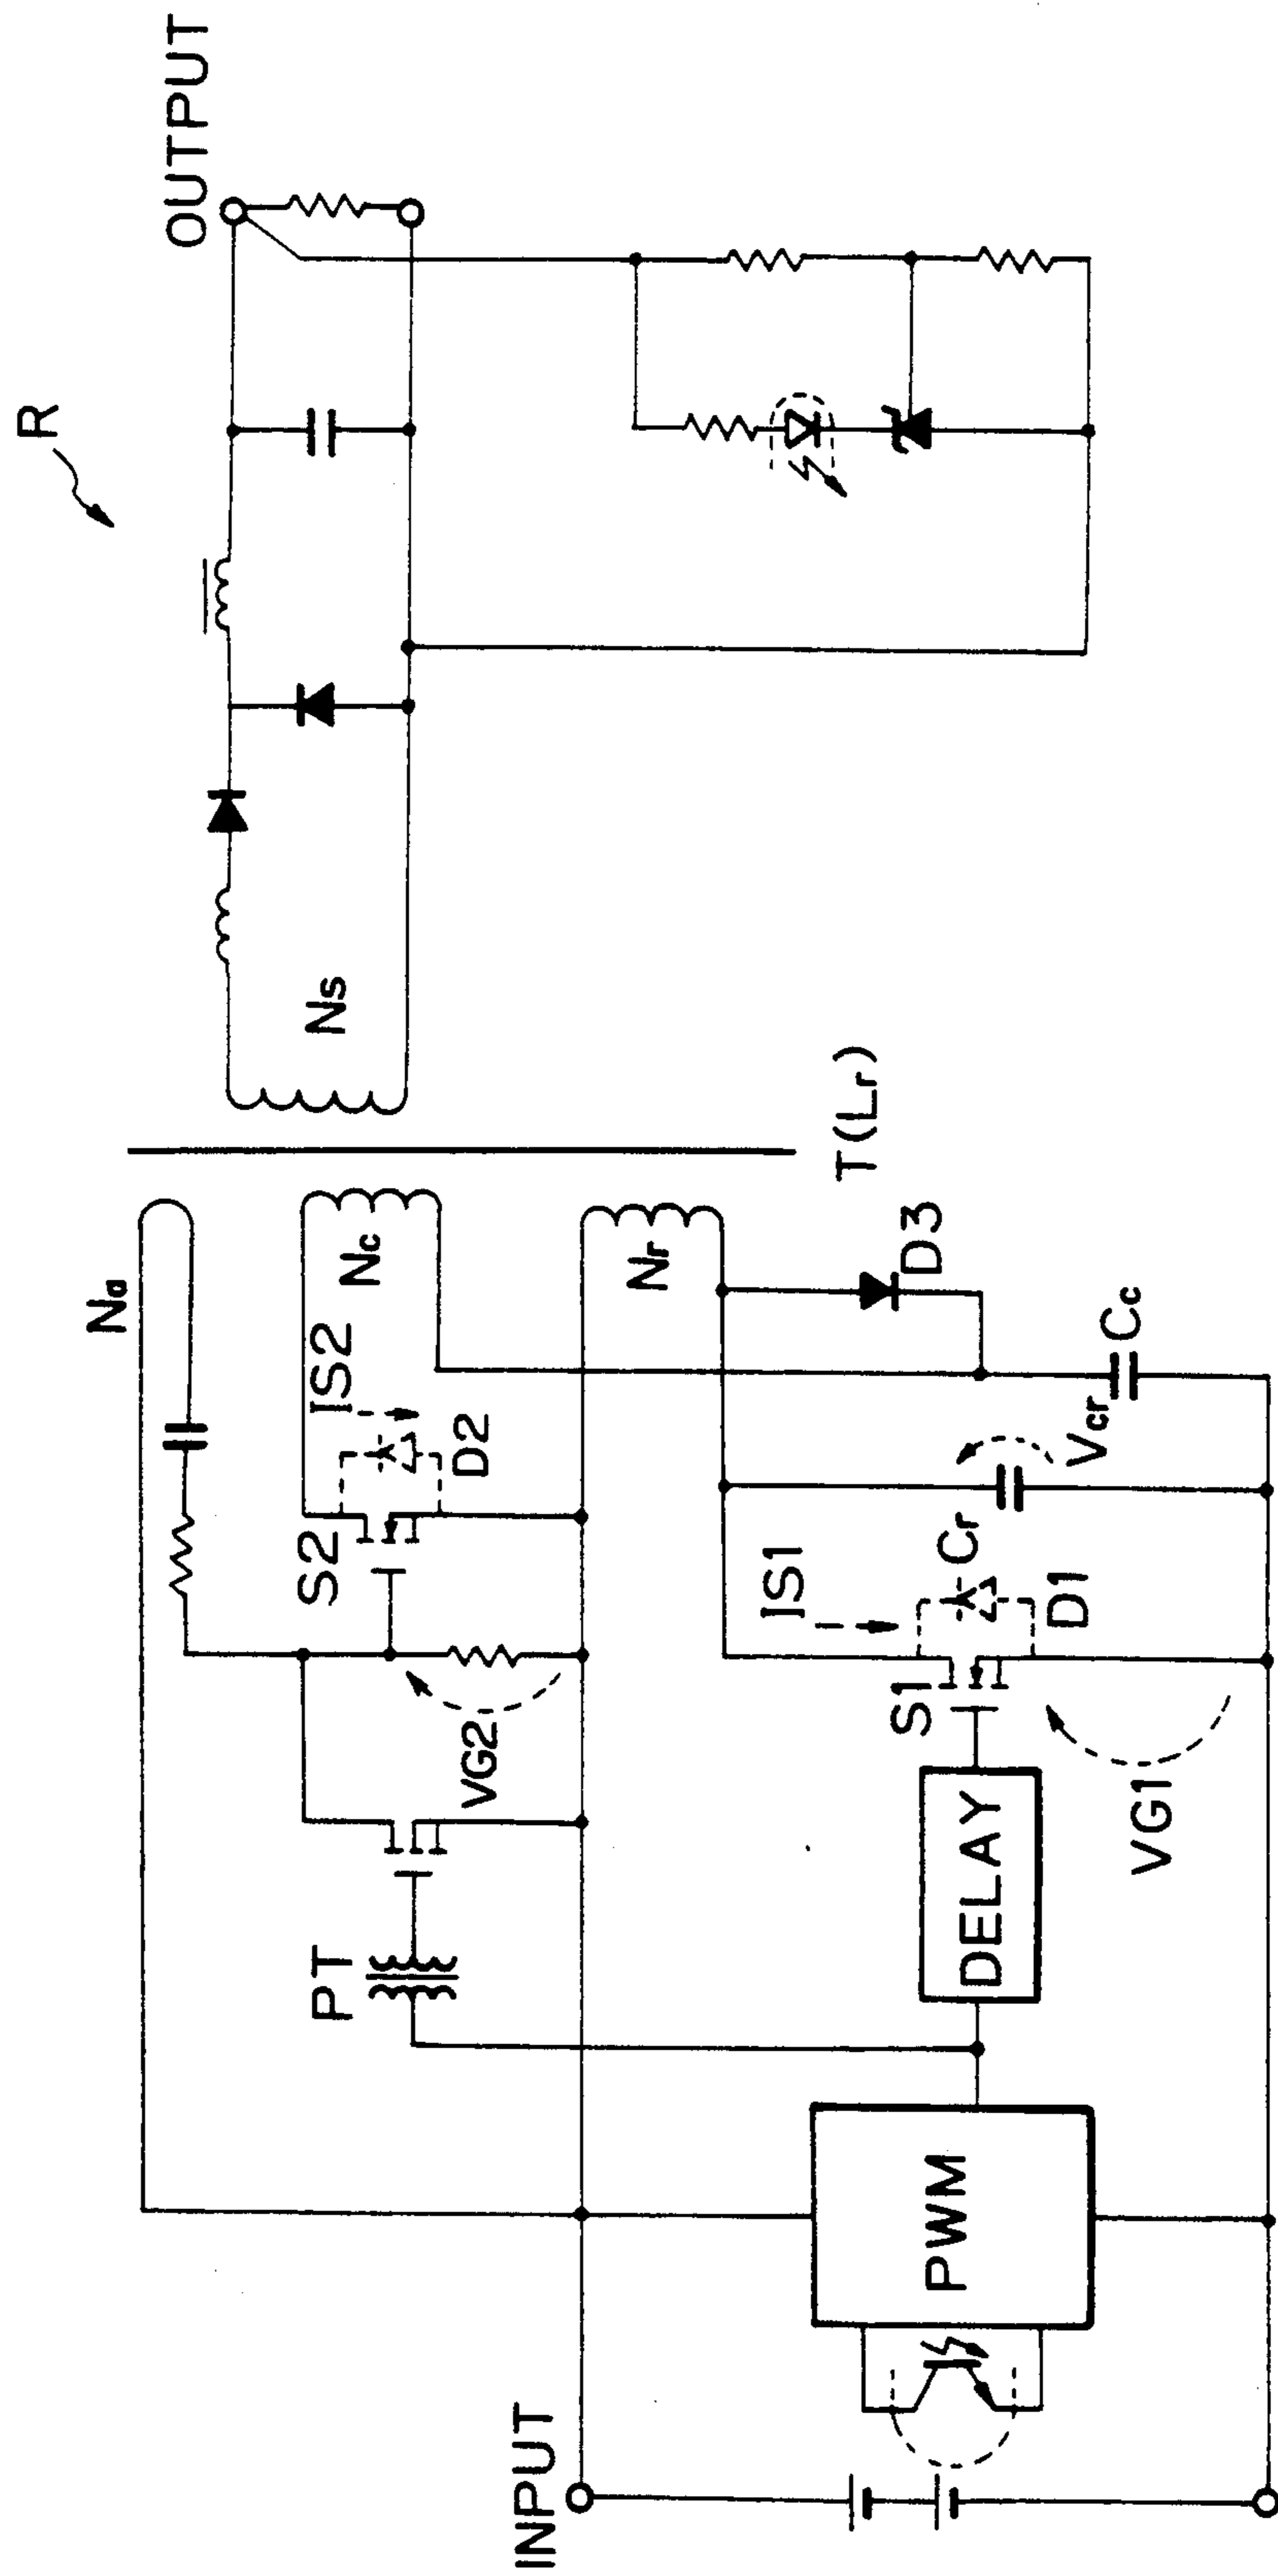 R
OUTPUT
Na
Ns
Nc
IS2
S2
D2
PT
VG2
Nr
T(Lr)
INPUT
D3
IS1
Cr
Vcr
Cc
S1
D1
PWM
DELAY
VG1